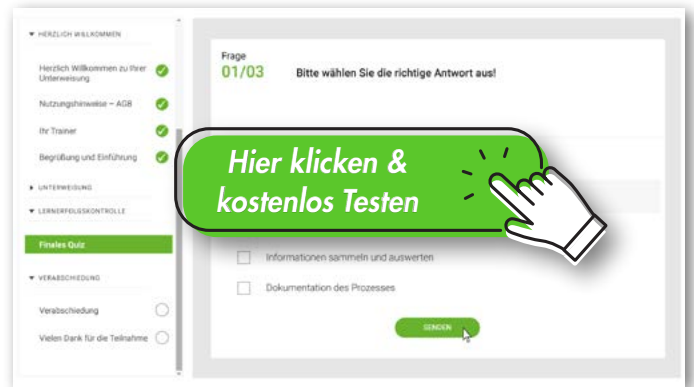 HERZLICH WILLKOMMEN
Herzlich Willkommen zu Ihrer
Unterweisung
Nutzungshinweise – AGB
Ihr Trainer
Begrüßung und Einführung
UNTERWEISUNG
LERNERFOLGSKONTROLLE
Finales Quiz
VERABSCHIEDUNG
Verabschiedung
Vielen Dank für die Teilnahme
Frage
01/03
Bitte wählen Sie die richtige Antwort aus!
Hier klicken &
kostenlos Testen
Informationen sammeln und auswerten
Dokumentation des Prozesses
SENDEN